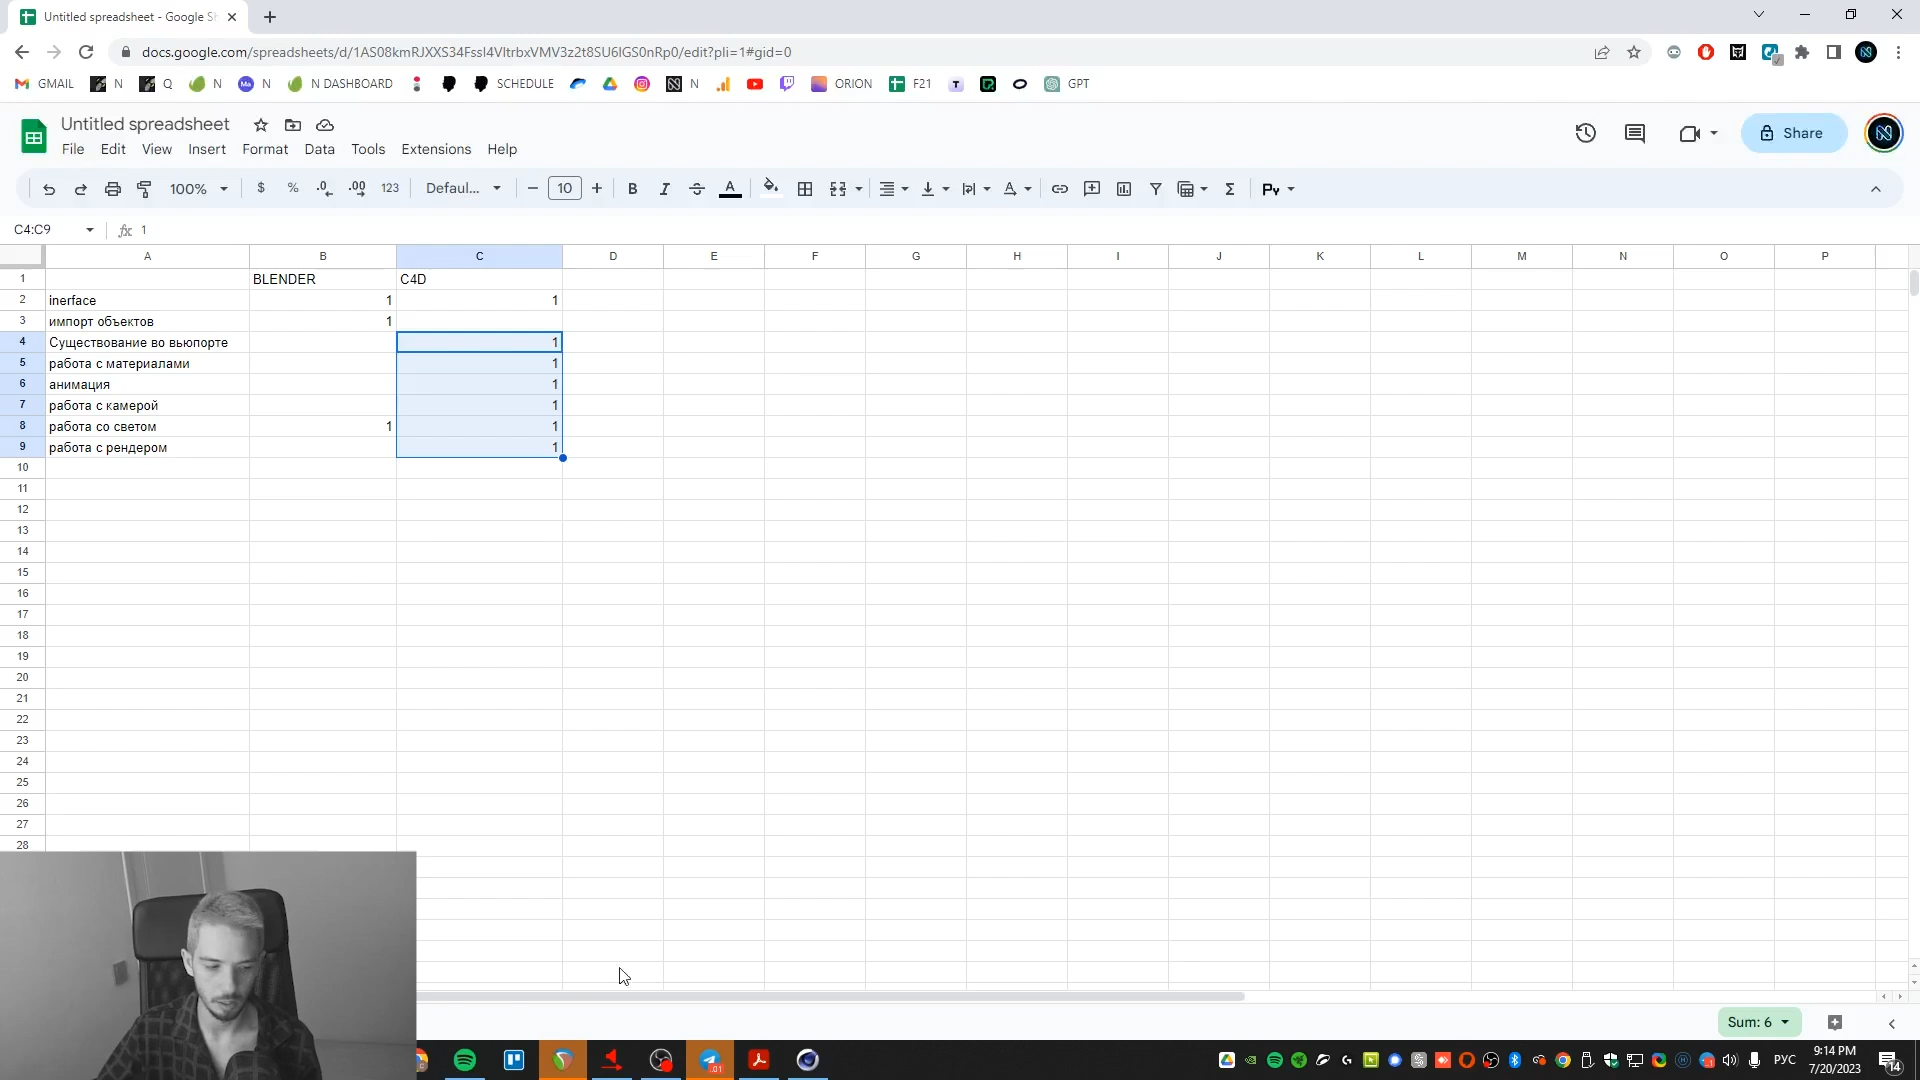 Untitled spreadsheet - Google Sh
docs.google.com/spreadsheets/d/1AS08kmRJXXS34FssI4VltrbxVMV3z2t8SU6lGS0nRp0/edit?pli=1#gid=0
GMAIL N Q N N N DASHBOARD SCHEDULE N ORION F21 GPT
Untitled spreadsheet
File Edit View Insert Format Data Tools Extensions Help
Share
100% $ % .0 .00 123 Defaul... 10 B I S A Σ Py
C4:C9 fx 1
A B C D E F G H I J K L M N O P
1 BLENDER C4D
2 inerface 1 1
3 импорт объектов 1
4 Существование во вьюпорте 1
5 работа с материалами 1
6 анимация 1
7 работа с камерой 1
8 работа со светом 1 1
9 работа с рендером 1
10
11
12
13
14
15
16
17
18
19
20
21
22
23
24
25
26
27
28
Sum: 6
РУС 9:14 PM
7/20/2023
14